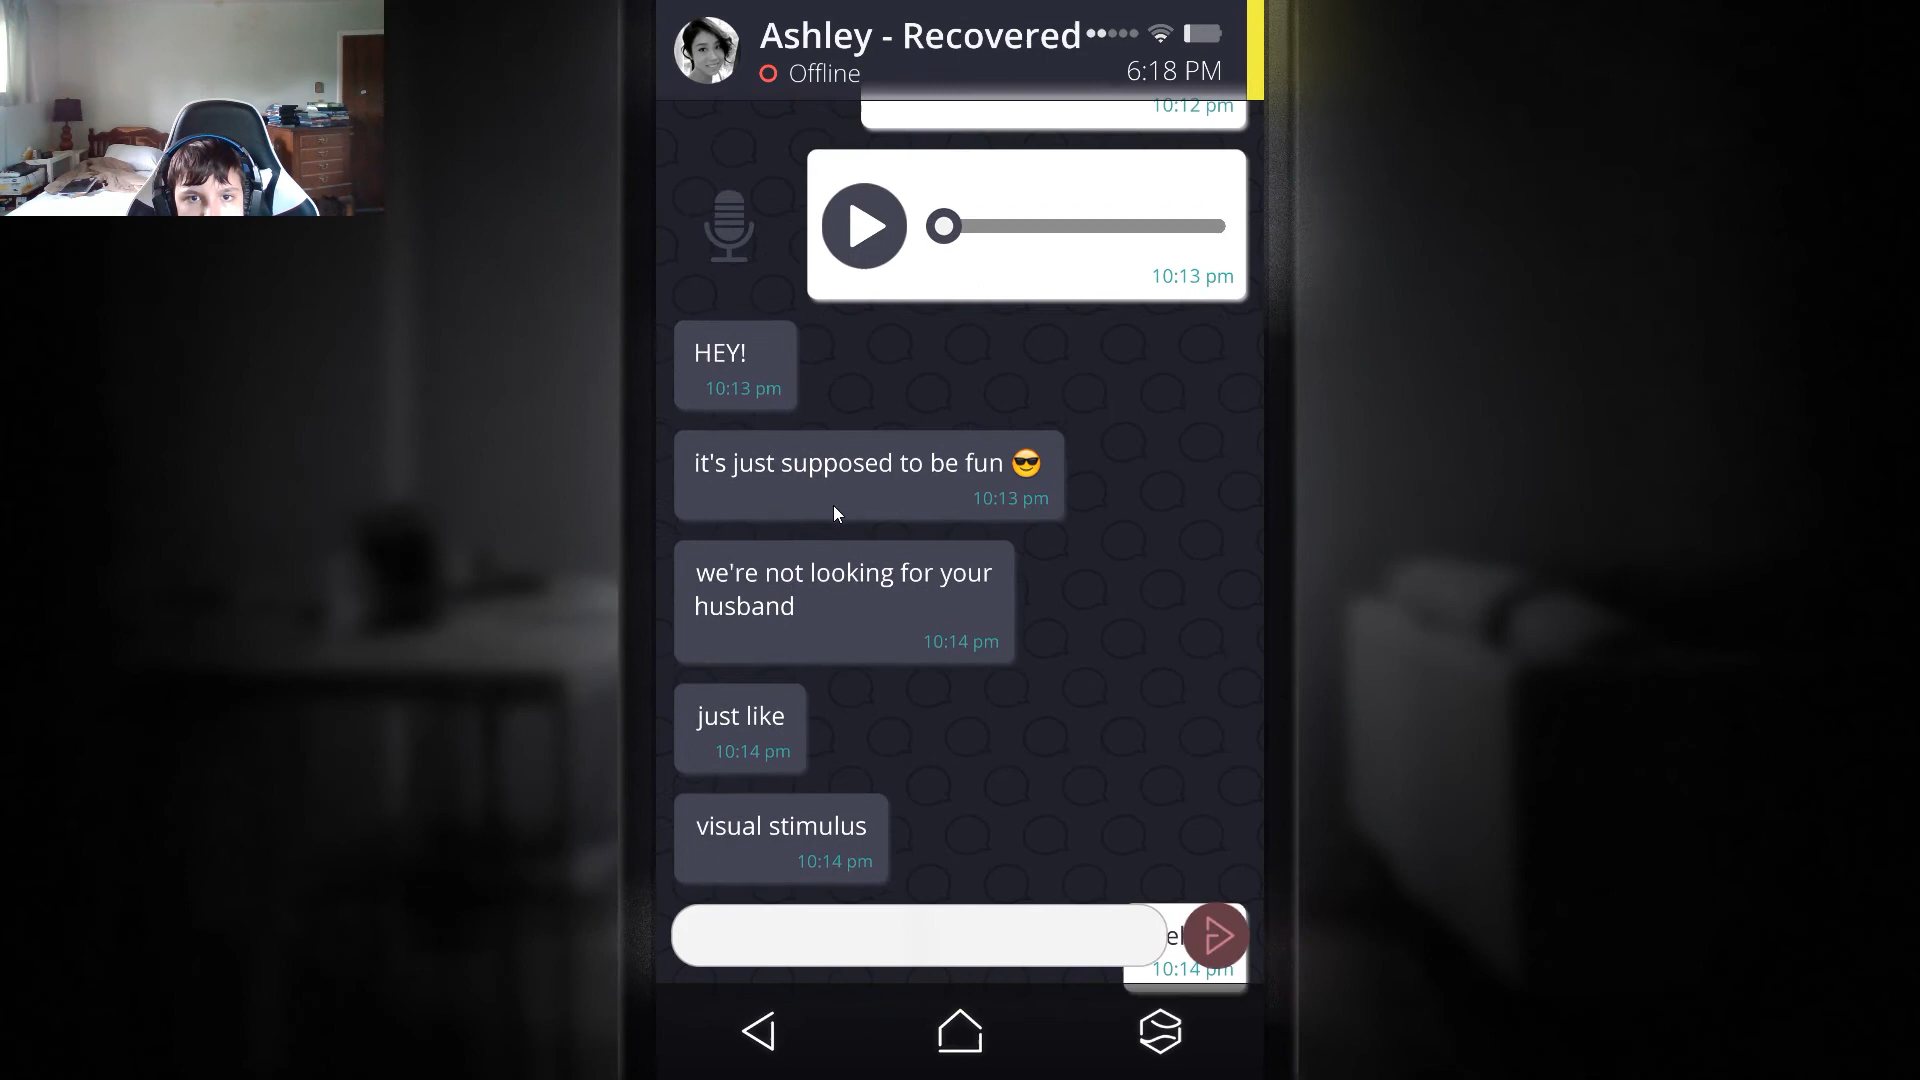 Ashley - Recovered
Offline
6:18 PM
10:12 pm
10:13 pm
HEY!
10:13 pm
it's just supposed to be fun 😎
10:13 pm
we're not looking for your
husband
10:14 pm
just like
10:14 pm
visual stimulus
10:14 pm
10:14 pm